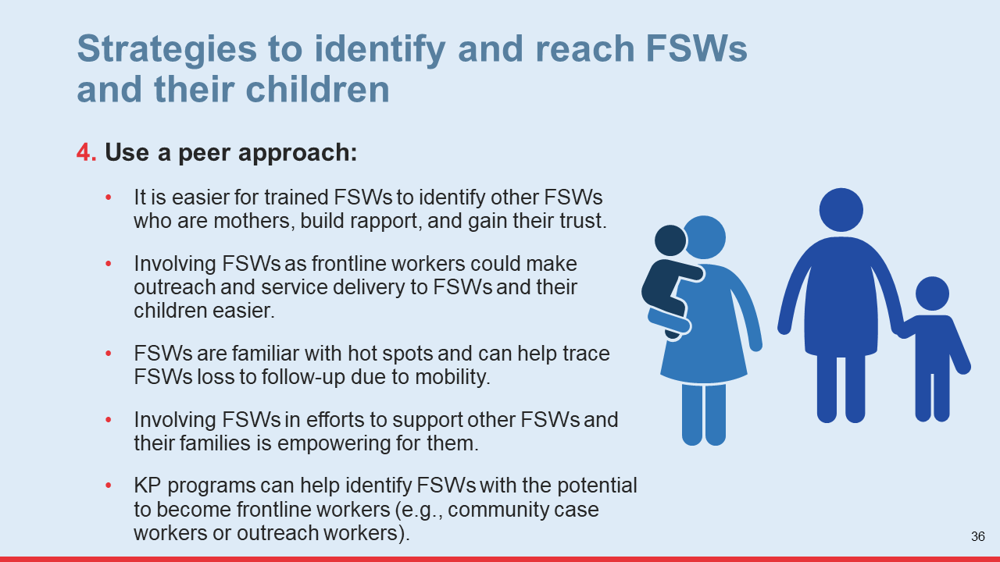 Strategies to identify and reach FSWs
and their children
4. Use a peer approach:
• It is easier for trained FSWs to identify other FSWs
who are mothers, build rapport, and gain their trust.
• Involving FSWs as frontline workers could make
outreach and service delivery to FSWs and their
children easier.
• FSWs are familiar with hot spots and can help trace
FSWs loss to follow-up due to mobility.
• Involving FSWs in efforts to support other FSWs and
their families is empowering for them.
• KP programs can help identify FSWs with the potential
to become frontline workers (e.g., community case
workers or outreach workers).
36